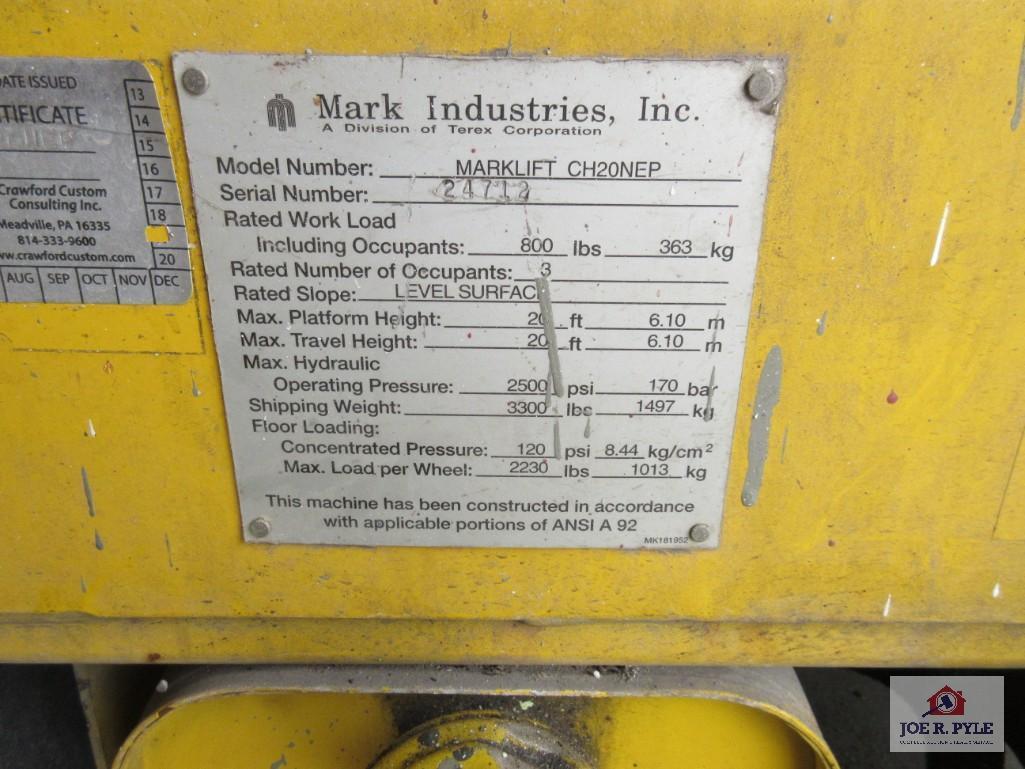 ATE ISSUED
TIFICATE
13
14
15
16
17
18
20
Crawford Custom
Consulting Inc.
Meadville, PA 16335
814-333-9600
ww.crawfordcustom.com
AUG SEP OCT NOV DEC
Mark Industries, Inc.
A Division of Terex Corporation
Model Number: MARKLIFT CH20NEP
Serial Number: 24712
Rated Work Load
Including Occupants: 800 lbs 363 kg
Rated Number of Occupants: 3
Rated Slope: LEVEL SURFAC
Max. Platform Height: 20 ft 6.10 m
Max. Travel Height: 20 ft 6.10 m
Max. Hydraulic
Operating Pressure: 2500 psi 170 bar
Shipping Weight: 3300 lbs 1497 kg
Floor Loading:
Concentrated Pressure: 120 psi 8.44 kg/cm²
Max. Load per Wheel: 2230 lbs 1013 kg
This machine has been constructed in accordance
with applicable portions of ANSI A 92
MK181952
JOE R. PYLE